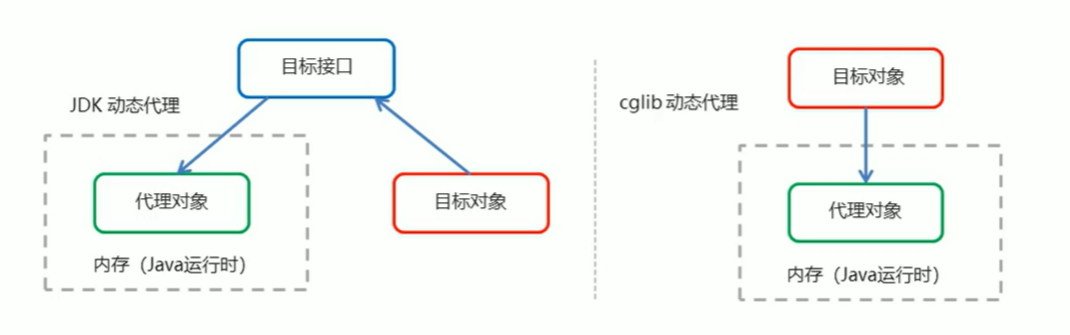 目标接口
JDK 动态代理
代理对象
目标对象
内存（Java运行时）
目标对象
cglib 动态代理
代理对象
内存（Java运行时）